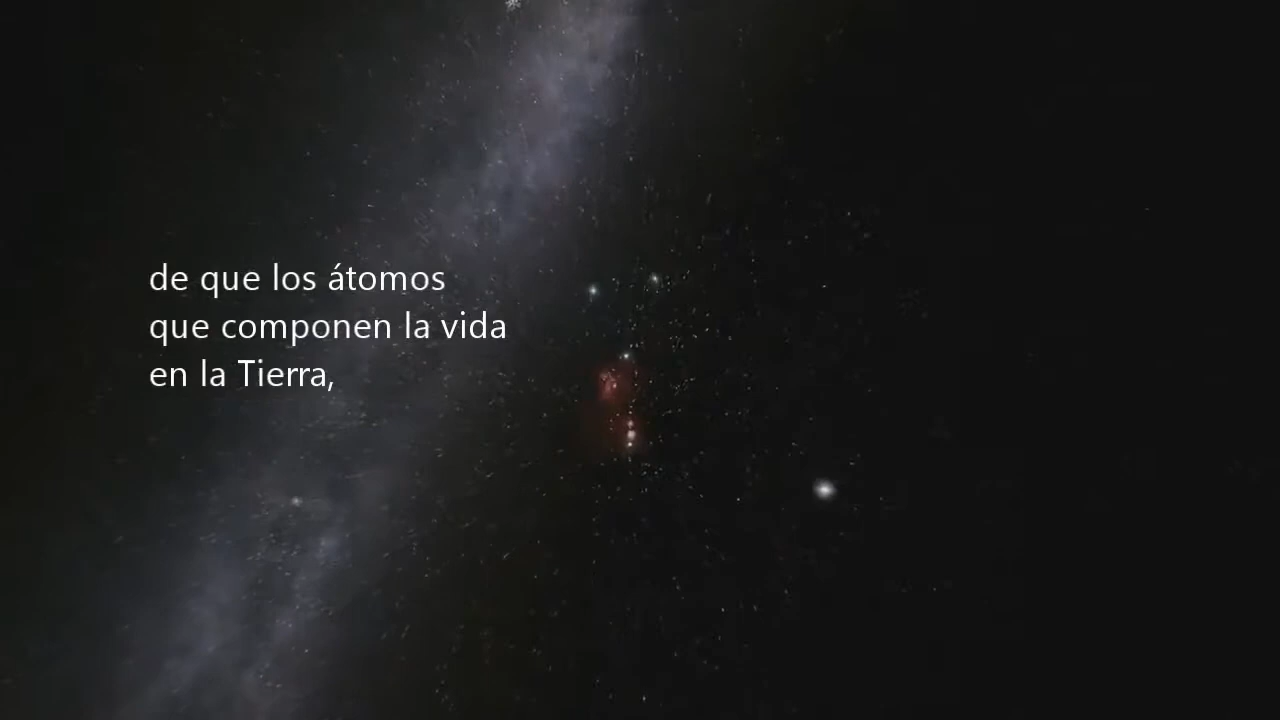 de que los átomos
que componen la vida
en la Tierra,